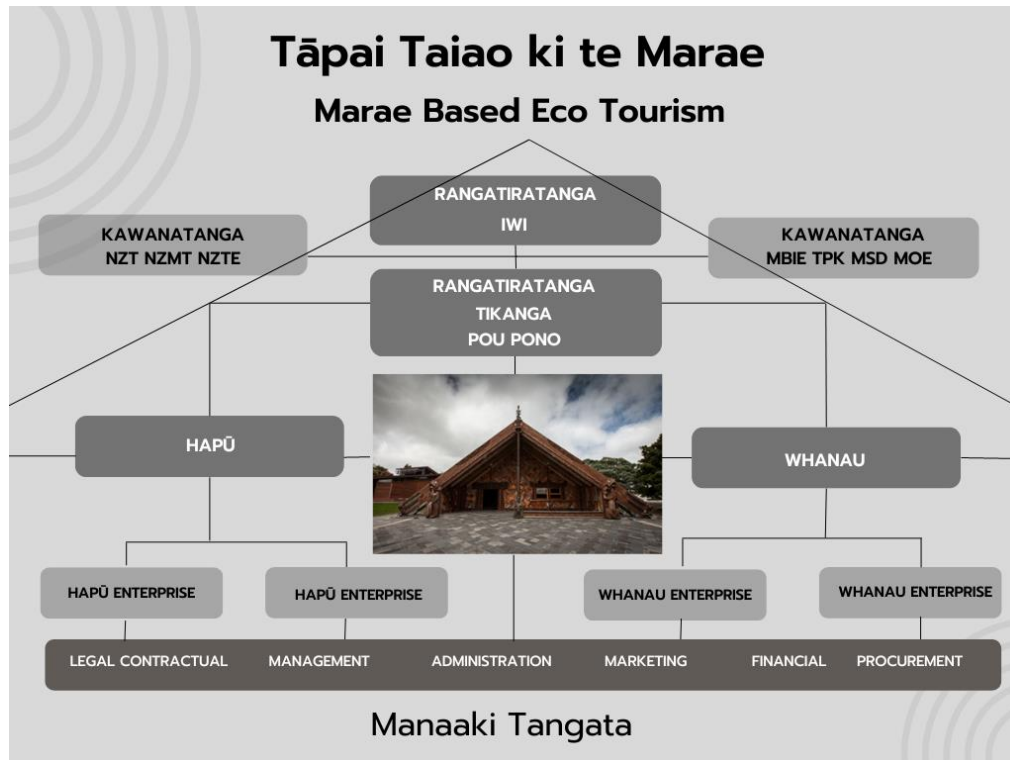 Tāpai Taiao ki te Marae
Marae Based Eco Tourism
RANGATIRATANGA
IWI
KAWANATANGA
NZT NZMT NZTE
KAWANATANGA
MBIE TPK MSD MOE
RANGATIRATANGA
TIKANGA
POU PONO
HAPŪ
WHANAU
HAPŪ ENTERPRISE
HAPŪ ENTERPRISE
WHANAU ENTERPRISE
WHANAU ENTERPRISE
LEGAL CONTRACTUAL MANAGEMENT ADMINISTRATION MARKETING FINANCIAL PROCUREMENT
Manaaki Tangata